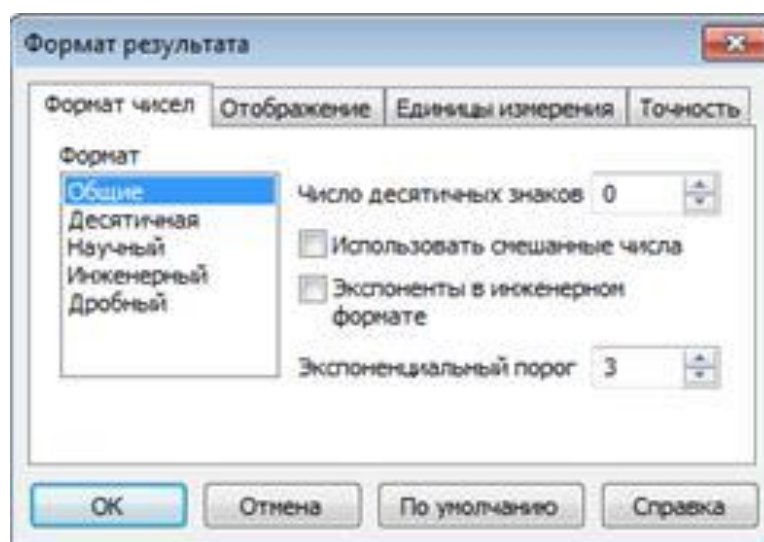 Формат результата
Формат чисел Отображение Единицы измерения Точность
Формат
Общие
Десятичная
Научный
Инженерный
Дробный
Число десятичных знаков 0
Использовать смешанные числа
Экспоненты в инженерном
формате
Экспоненциальный порог 3
ОК Отмена По умолчанию Справка